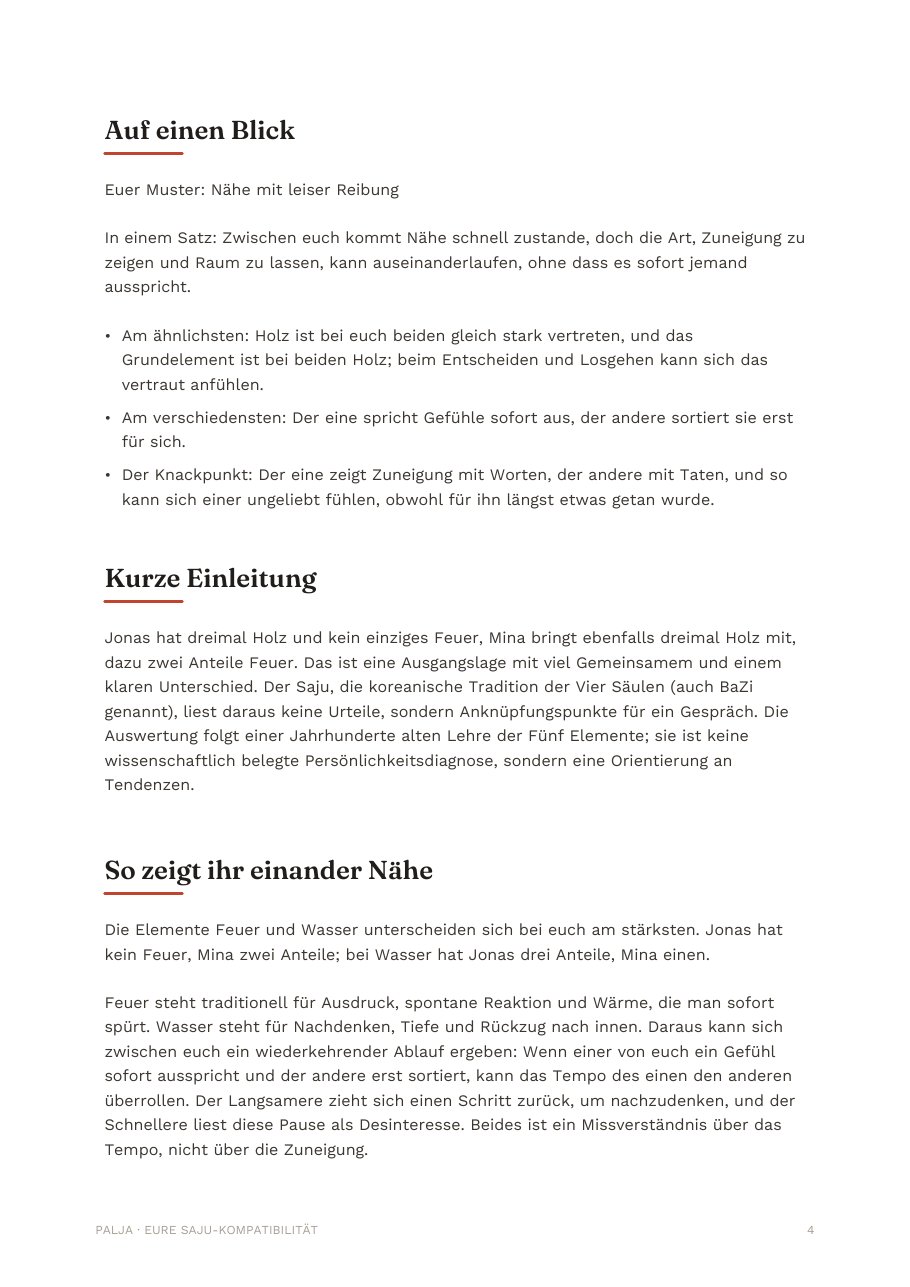 Auf einen Blick
Euer Muster: Nähe mit leiser Reibung
In einem Satz: Zwischen euch kommt Nähe schnell zustande, doch die Art, Zuneigung zu
zeigen und Raum zu lassen, kann auseinanderlaufen, ohne dass es sofort jemand
ausspricht.
• Am ähnlichsten: Holz ist bei euch beiden gleich stark vertreten, und das
Grundelement ist bei beiden Holz; beim Entscheiden und Losgehen kann sich das
vertraut anfühlen.
• Am verschiedensten: Der eine spricht Gefühle sofort aus, der andere sortiert sie erst
für sich.
• Der Knackpunkt: Der eine zeigt Zuneigung mit Worten, der andere mit Taten, und so
kann sich einer ungeliebt fühlen, obwohl für ihn längst etwas getan wurde.
Kurze Einleitung
Jonas hat dreimal Holz und kein einziges Feuer, Mina bringt ebenfalls dreimal Holz mit,
dazu zwei Anteile Feuer. Das ist eine Ausgangslage mit viel Gemeinsamem und einem
klaren Unterschied. Der Saju, die koreanische Tradition der Vier Säulen (auch BaZi
genannt), liest daraus keine Urteile, sondern Anknüpfungspunkte für ein Gespräch. Die
Auswertung folgt einer Jahrhunderte alten Lehre der Fünf Elemente; sie ist keine
wissenschaftlich belegte Persönlichkeitsdiagnose, sondern eine Orientierung an
Tendenzen.
So zeigt ihr einander Nähe
Die Elemente Feuer und Wasser unterscheiden sich bei euch am stärksten. Jonas hat
kein Feuer, Mina zwei Anteile; bei Wasser hat Jonas drei Anteile, Mina einen.
Feuer steht traditionell für Ausdruck, spontane Reaktion und Wärme, die man sofort
spürt. Wasser steht für Nachdenken, Tiefe und Rückzug nach innen. Daraus kann sich
zwischen euch ein wiederkehrender Ablauf ergeben: Wenn einer von euch ein Gefühl
sofort ausspricht und der andere erst sortiert, kann das Tempo des einen den anderen
überrollen. Der Langsamere zieht sich einen Schritt zurück, um nachzudenken, und der
Schnellere liest diese Pause als Desinteresse. Beides ist ein Missverständnis über das
Tempo, nicht über die Zuneigung.
PALJA · EURE SAJU-KOMPATIBILITÄT
4